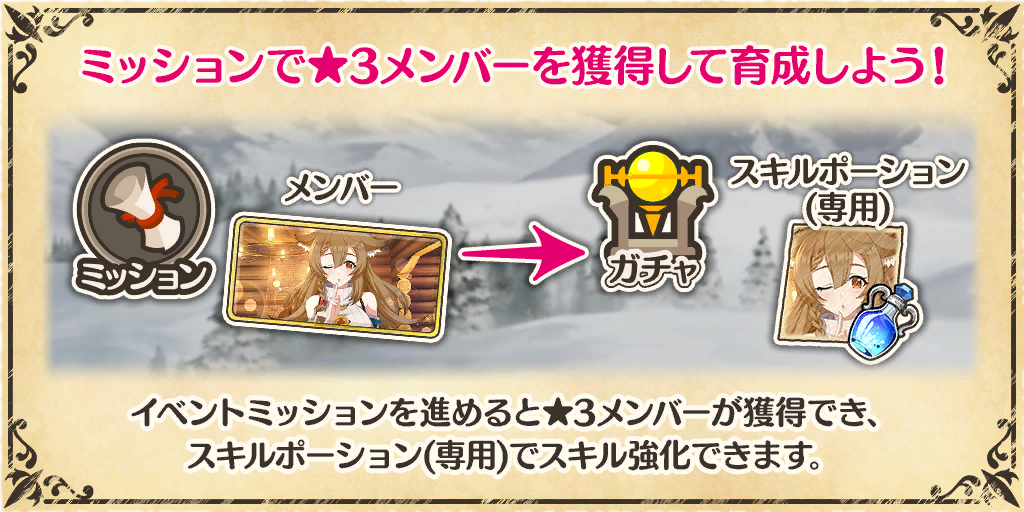 ミッションで★3メンバーを獲得して育成しよう!
ミッション
メンバー
ガチャ
スキルポーション
(専用)
イベントミッションを進めると★3メンバーが獲得でき、
スキルポーション(専用)でスキル強化できます。